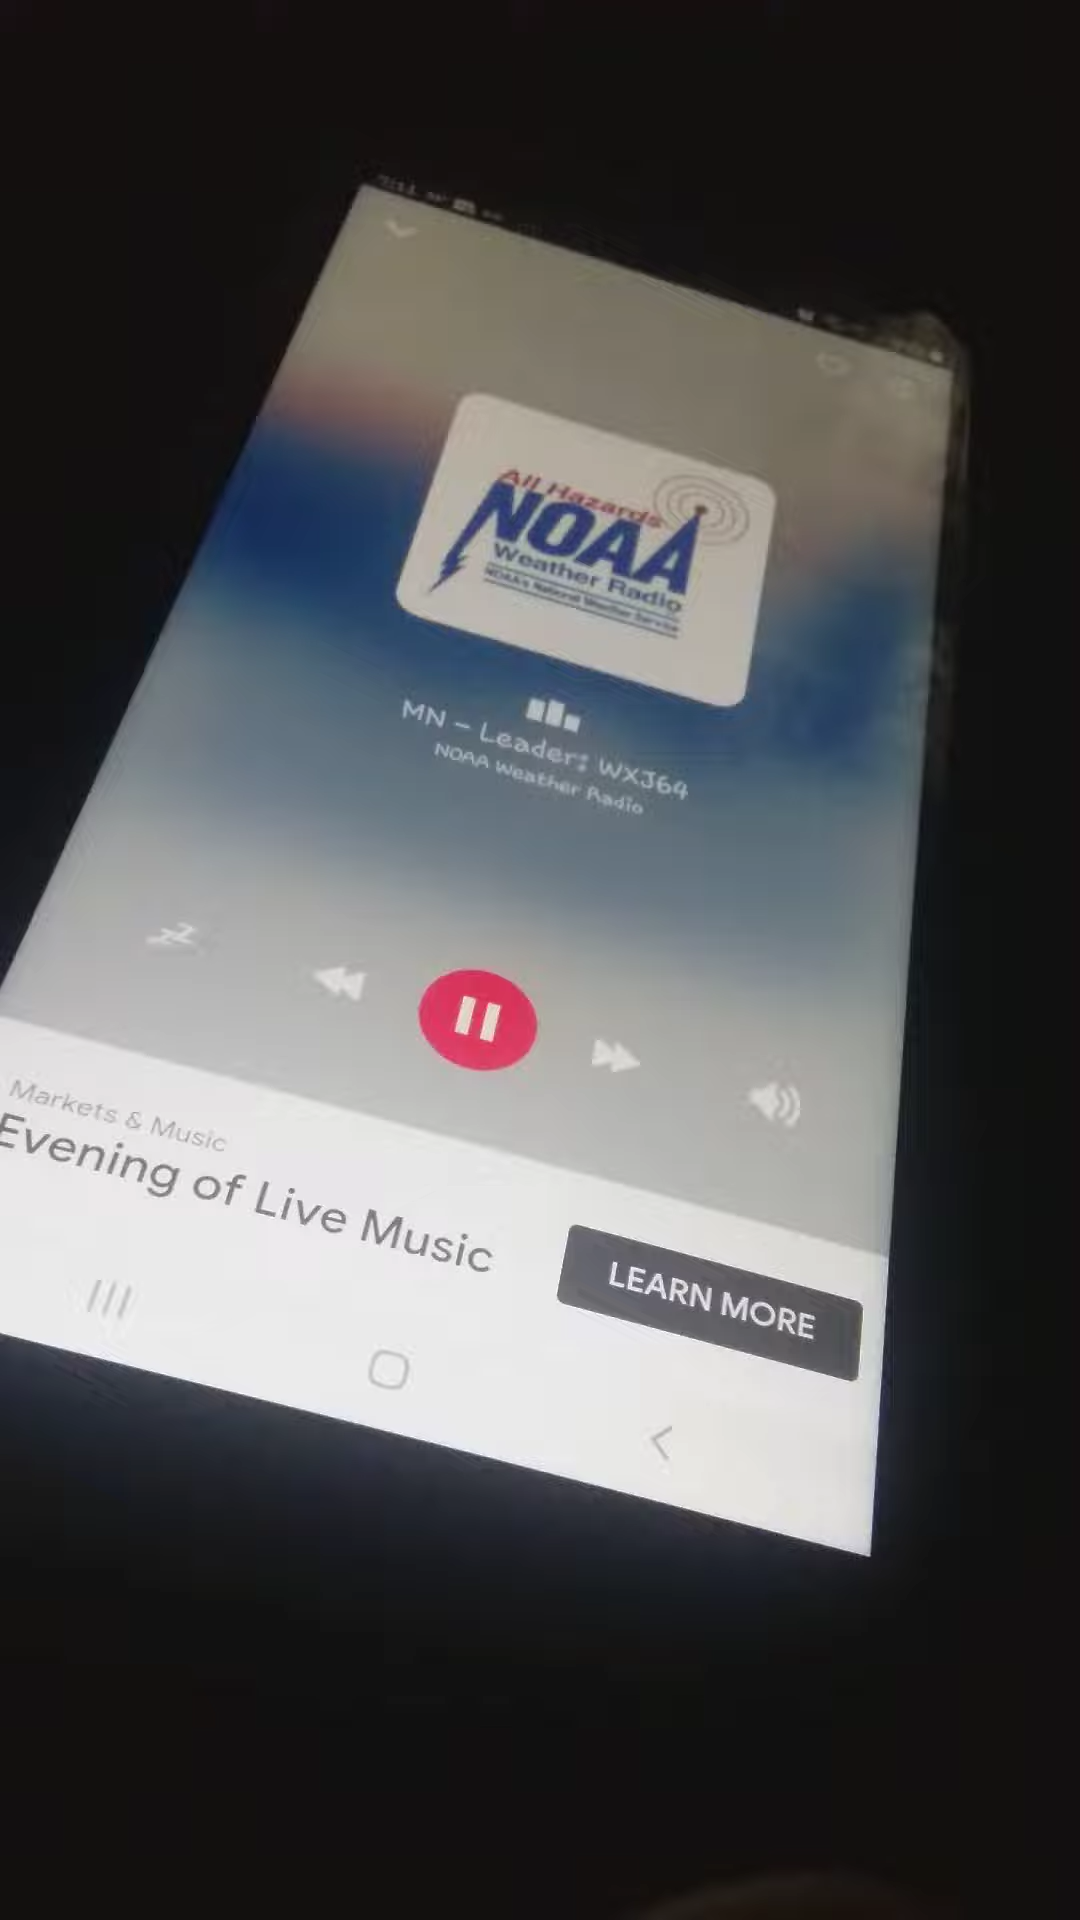 All Hazards
NOAA
Weather Radio
NOAA's National Weather Service
MN - Leader: WXJ64
NOAA Weather Radio
zZ
Markets & Music
Evening of Live Music
LEARN MORE